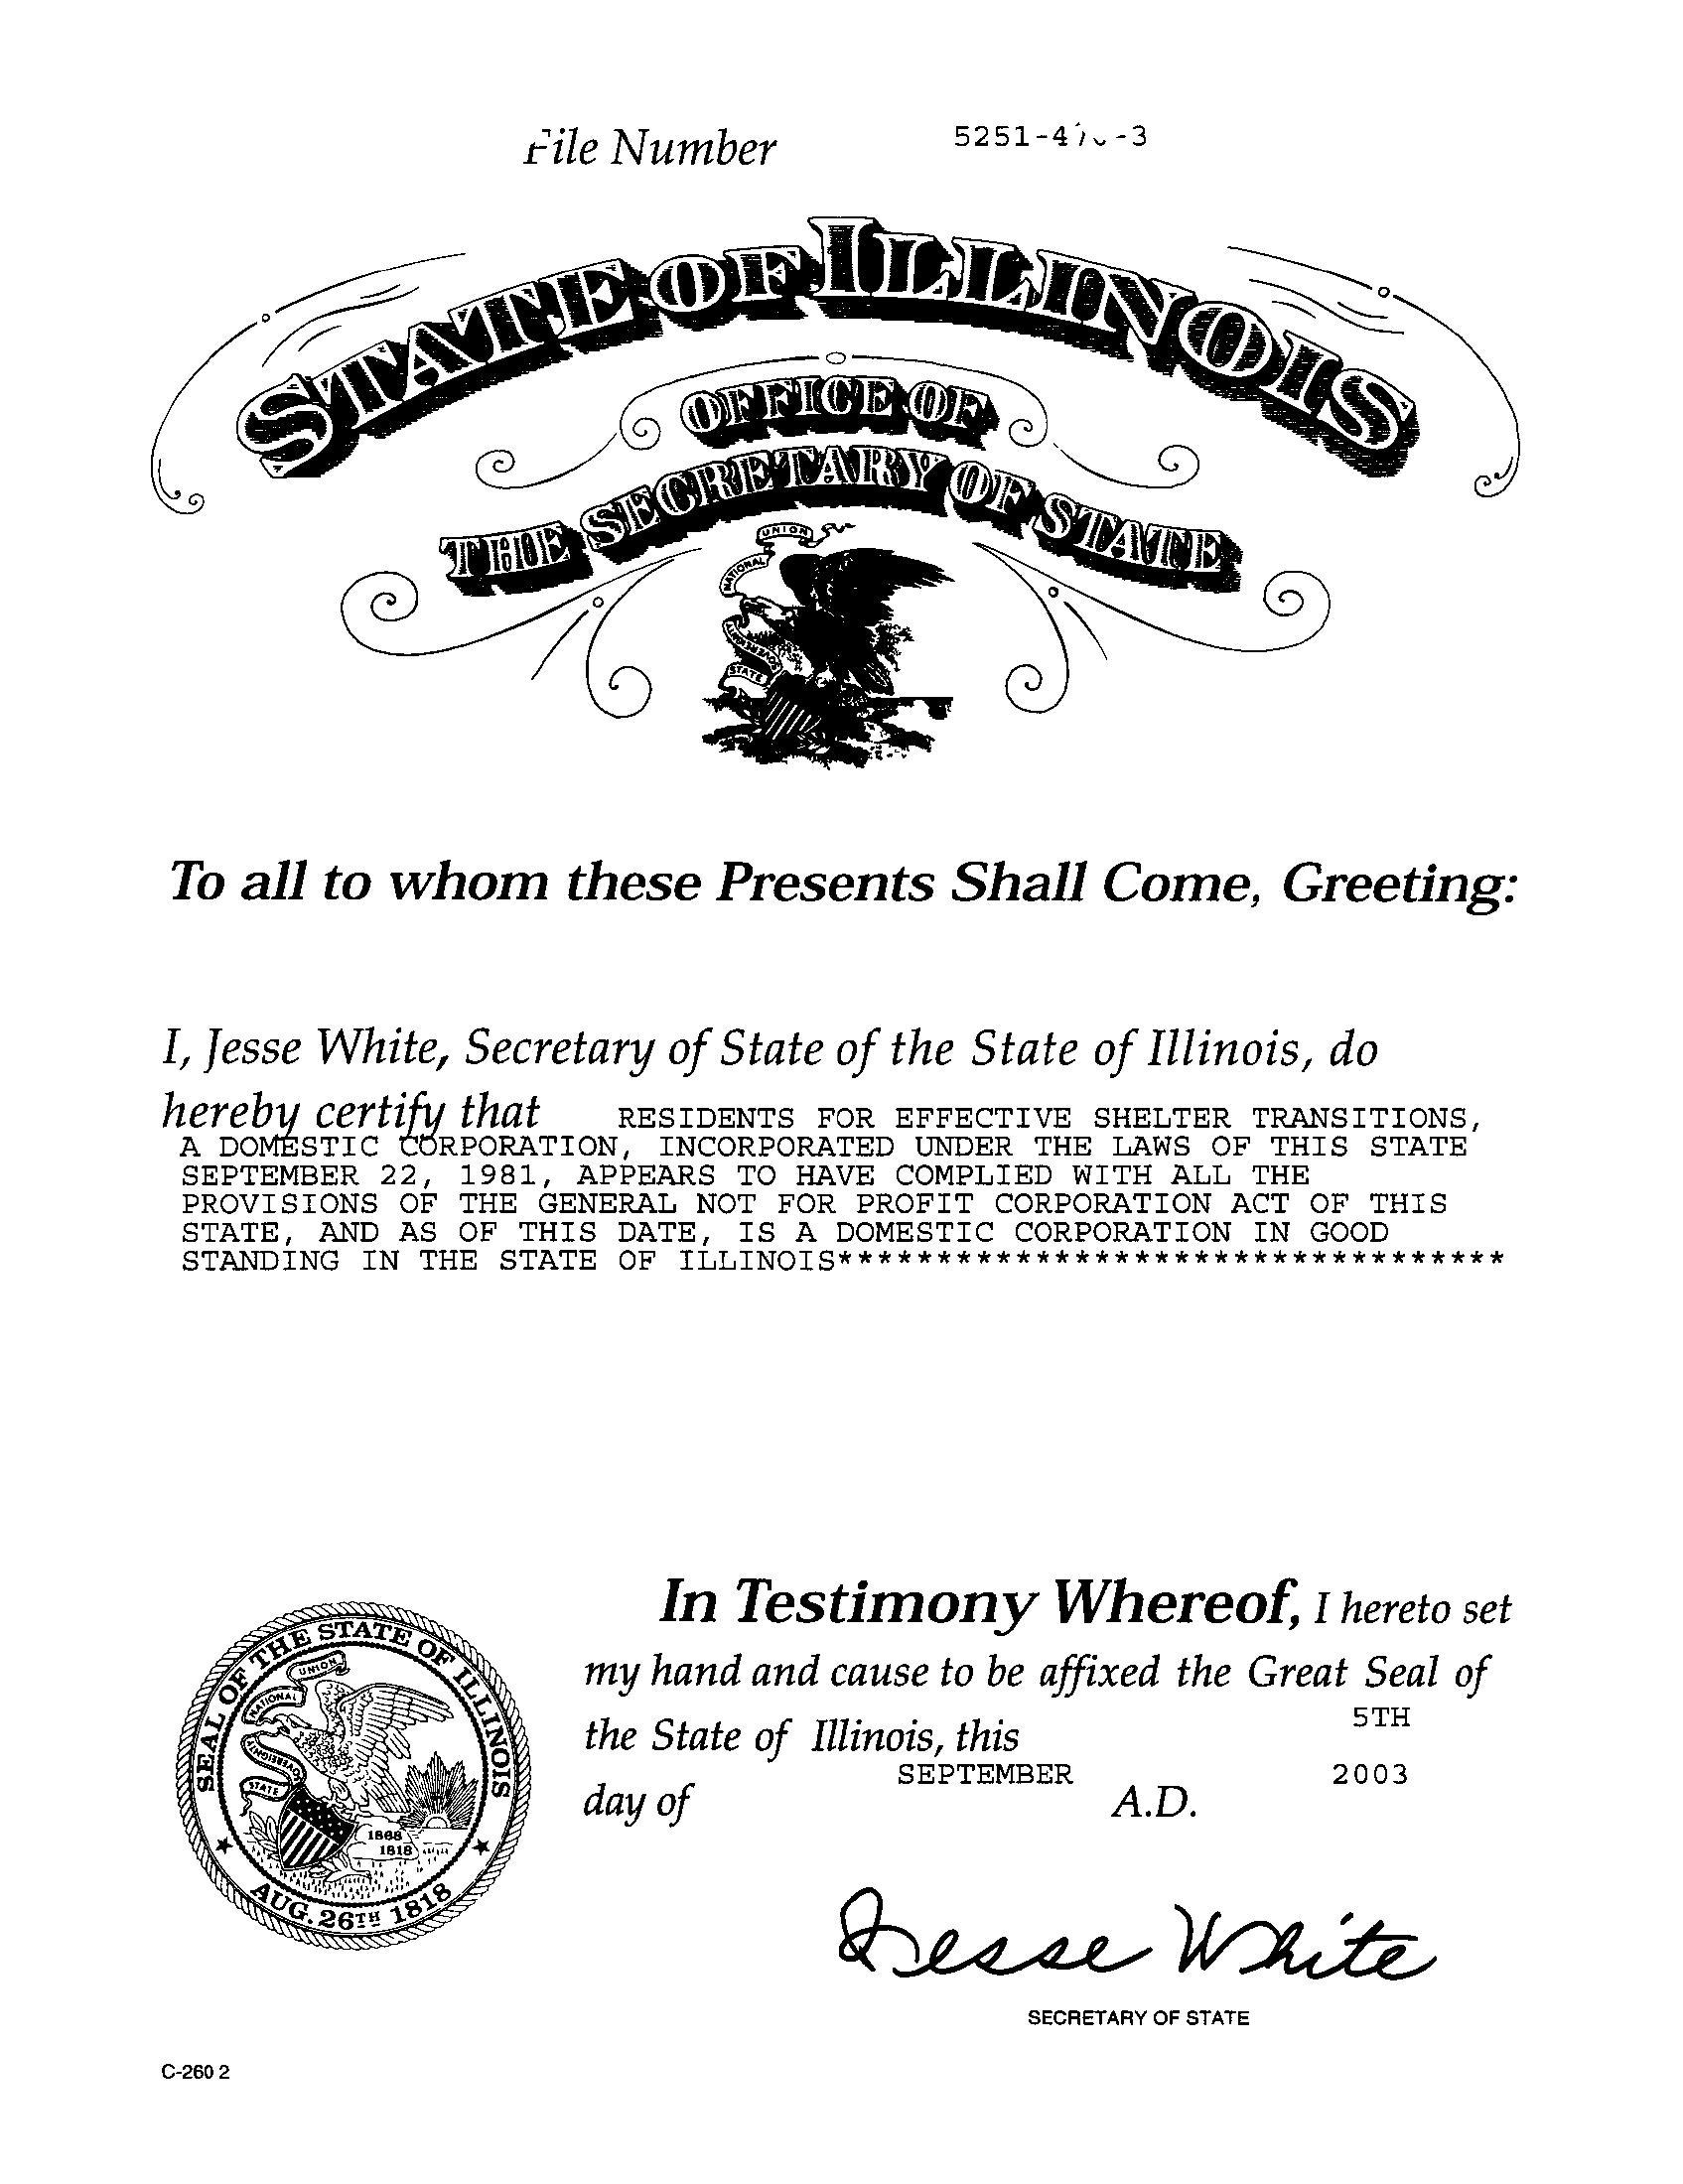 File Number
STATE OF ILLINOIS
OFFICE OF
THE SECRETARY OF STATE
UNION
NATIONAL
SOVEREIGNTY
STATE
To all to whom these Presents Shall Come, Greeting:
I, Jesse White, Secretary of State of the State of Illinois, do
hereby certify that RESIDENTS FOR EFFECTIVE SHELTER TRANSITIONS,
A DOMESTIC CORPORATION, INCORPORATED UNDER THE LAWS OF THIS STATE
SEPTEMBER 22, 1981, APPEARS TO HAVE COMPLIED WITH ALL THE
PROVISIONS OF THE GENERAL NOT FOR PROFIT CORPORATION ACT OF THIS
STATE, AND AS OF THIS DATE, IS A DOMESTIC CORPORATION IN GOOD
STANDING IN THE STATE OF ILLINOIS**********************************
In Testimony Whereof, I hereto set
my hand and cause to be affixed the Great Seal of
the State of Illinois, this 5TH
day of SEPTEMBER A.D. 2003
SEAL OF THE STATE OF ILLINOIS
UNION
NATIONAL
SOVEREIGNTY
STATE
1868
1818
AUG. 26TH 1818
Jesse White
SECRETARY OF STATE
C-260 2